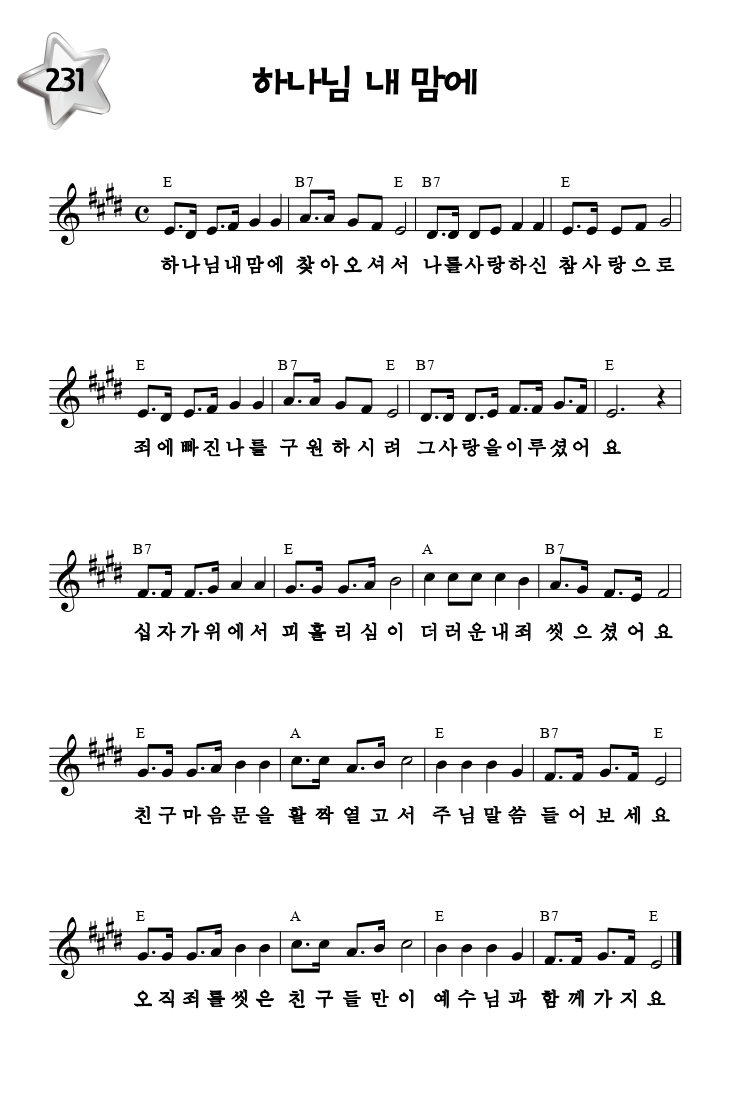 231
하나님 내 맘에
E B7 E B7 E
하나님내맘에 찾아오셔서 나를사랑하신 참사랑으로
E B7 E B7 E
죄에빠진나를 구원하시려 그사랑을이루셨어요
B7 E A B7
십자가위에서 피흘리심이 더러운내죄 씻으셨어요
E A E B7 E
친구마음문을 활짝열고서 주님말씀 들어보세요
E A E B7 E
오직죄를씻은 친구들만이 예수님과 함께가지요